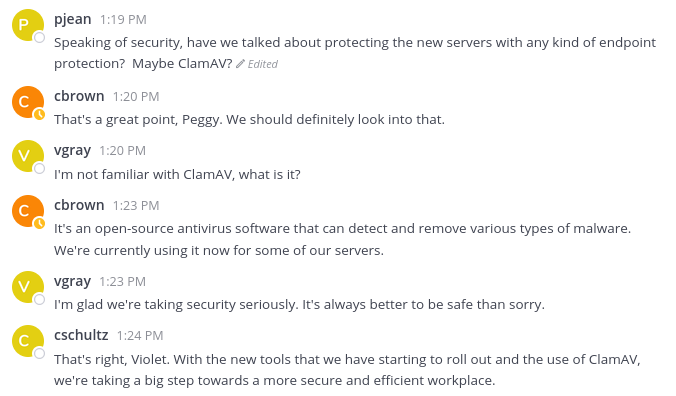 P
pjean 1:19 PM
Speaking of security, have we talked about protecting the new servers with any kind of endpoint
protection?  Maybe ClamAV? Edited
C
cbrown 1:20 PM
That's a great point, Peggy. We should definitely look into that.
V
vgray 1:20 PM
I'm not familiar with ClamAV, what is it?
C
cbrown 1:23 PM
It's an open-source antivirus software that can detect and remove various types of malware.
We're currently using it now for some of our servers.
V
vgray 1:23 PM
I'm glad we're taking security seriously. It's always better to be safe than sorry.
C
cschultz 1:24 PM
That's right, Violet. With the new tools that we have starting to roll out and the use of ClamAV,
we're taking a big step towards a more secure and efficient workplace.